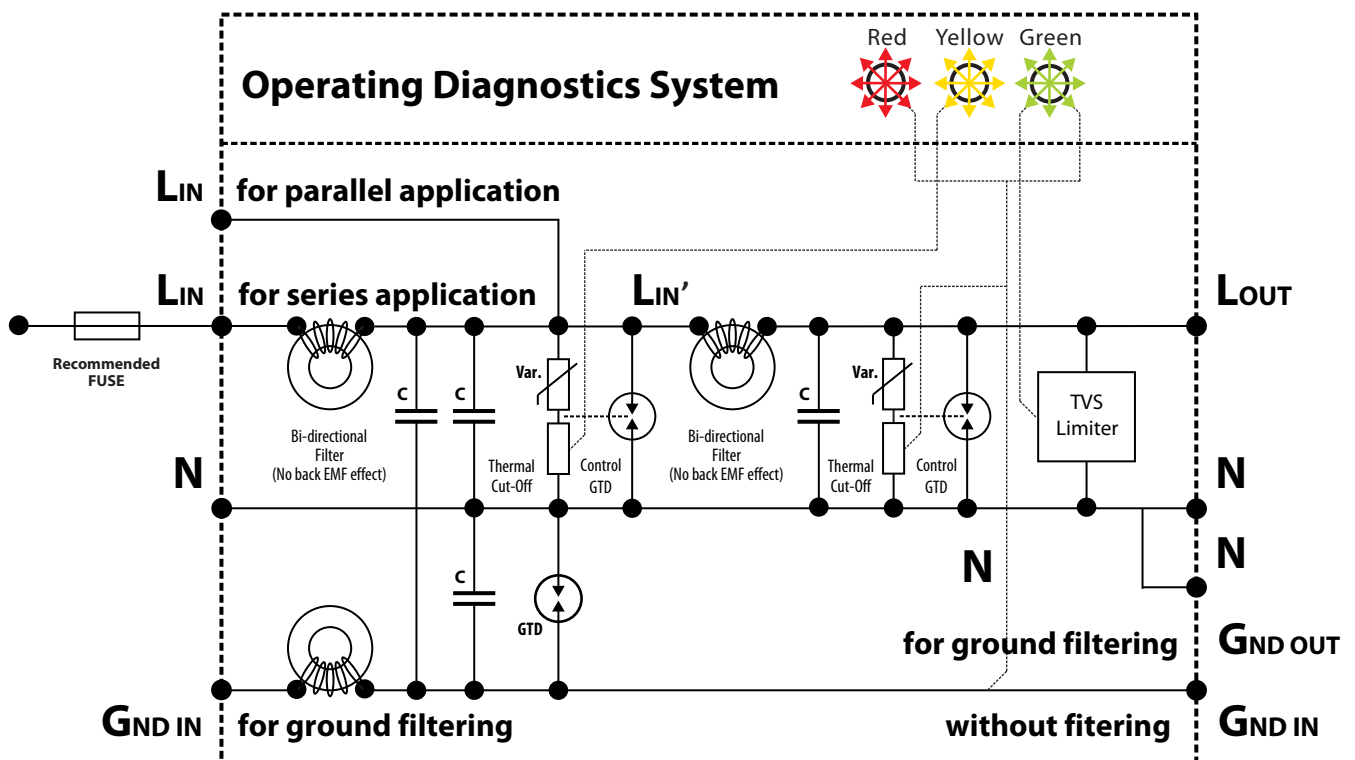 Red Yellow Green
Operating Diagnostics System
LIN for parallel application
LIN for series application LIN’ LOUT
Recommended
FUSE
Var. Var.
C C C
TVS
Limiter
Bi-directional
Filter
(No back EMF effect)
Bi-directional
Filter
(No back EMF effect)
Thermal
Cut-Off
Control
GTD
Thermal
Cut-Off
Control
GTD
N N
N N
C
GTD
for ground filtering GND OUT
GND IN for ground filtering without fitering GND IN